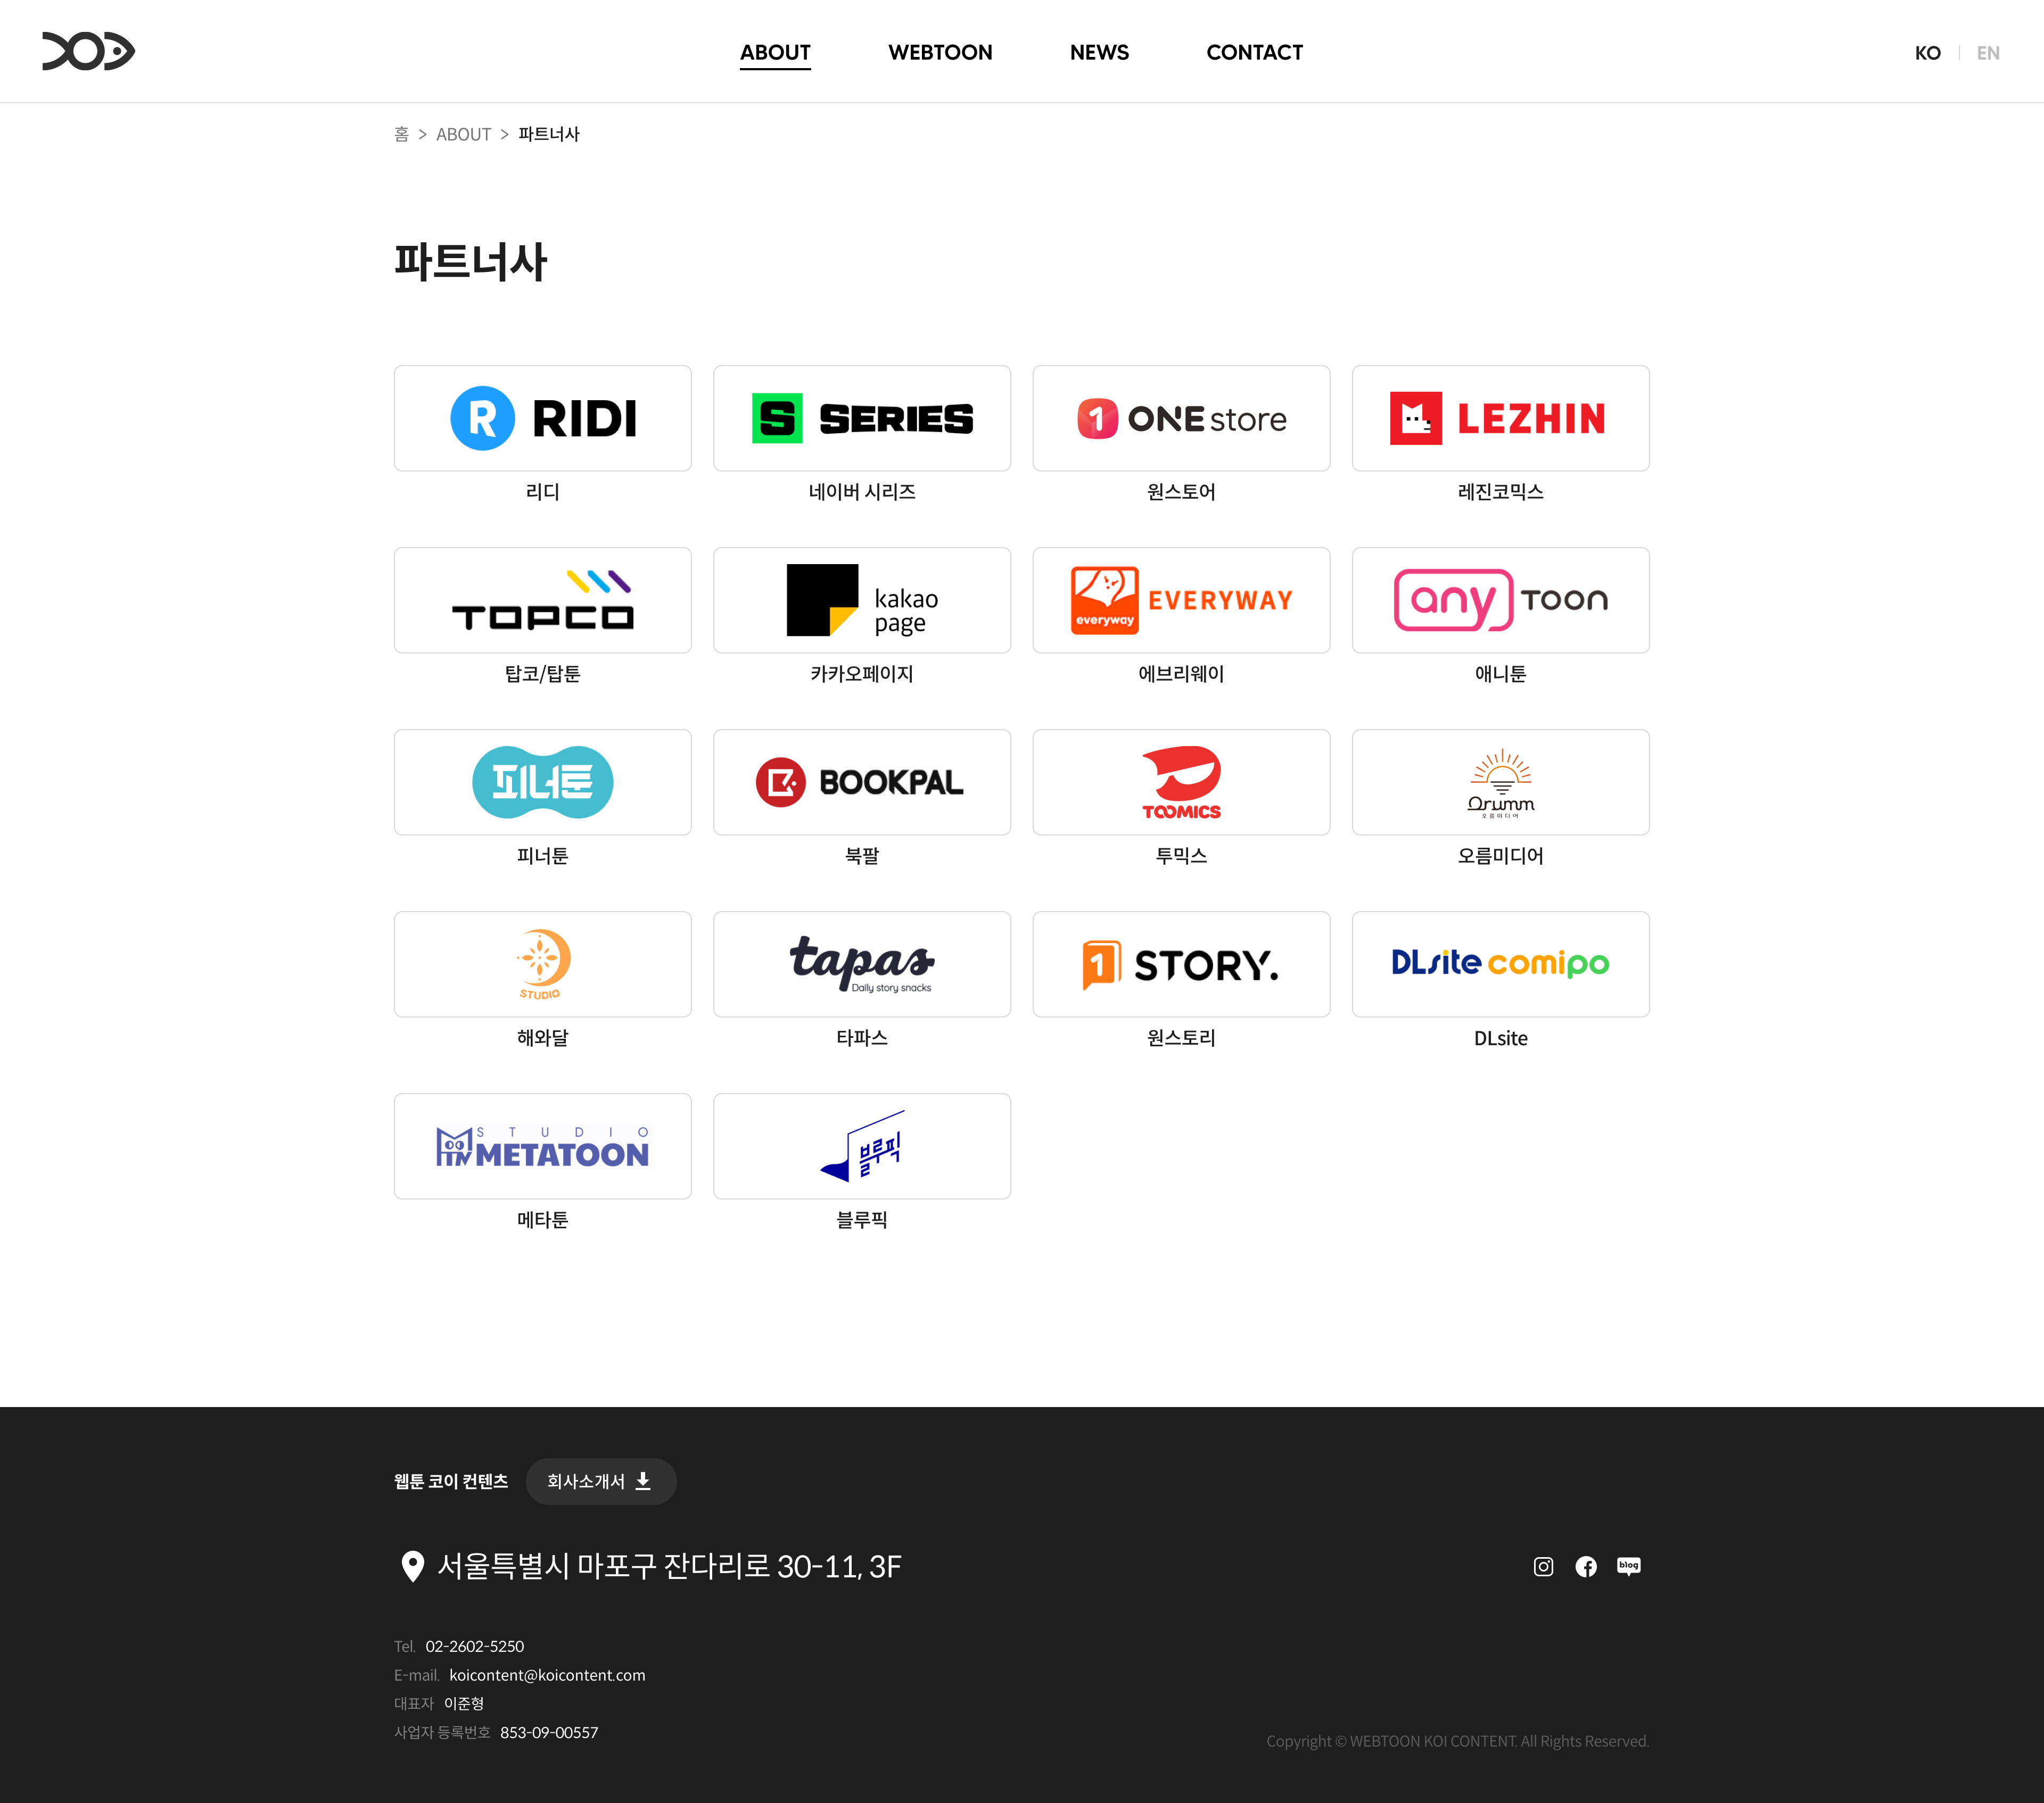 ABOUT WEBTOON NEWS CONTACT KO EN
홈 > ABOUT > 파트너사
파트너사
R RIDI
리디
S SERIES
네이버 시리즈
1 ONE store
원스토어
LEZHIN
레진코믹스
TOPCO
탑코/탑툰
kakao
page
카카오페이지
everyway EVERYWAY
에브리웨이
any TOON
애니툰
피너툰
피너툰
BOOKPAL
북팔
TOOMICS
투믹스
Orumm
오름미디어
오름미디어
STUDIO
해와달
tapas
Daily story snacks
타파스
1 STORY.
원스토리
DLsite comipo
DLsite
STUDIO
METATOON
메타툰
블루픽
블루픽
웹툰 코이 컨텐츠 회사소개서
서울특별시 마포구 잔다리로 30-11, 3F
blog
Tel. 02-2602-5250
E-mail. koicontent@koicontent.com
대표자 이준형
사업자 등록번호 853-09-00557
Copyright © WEBTOON KOI CONTENT. All Rights Reserved.